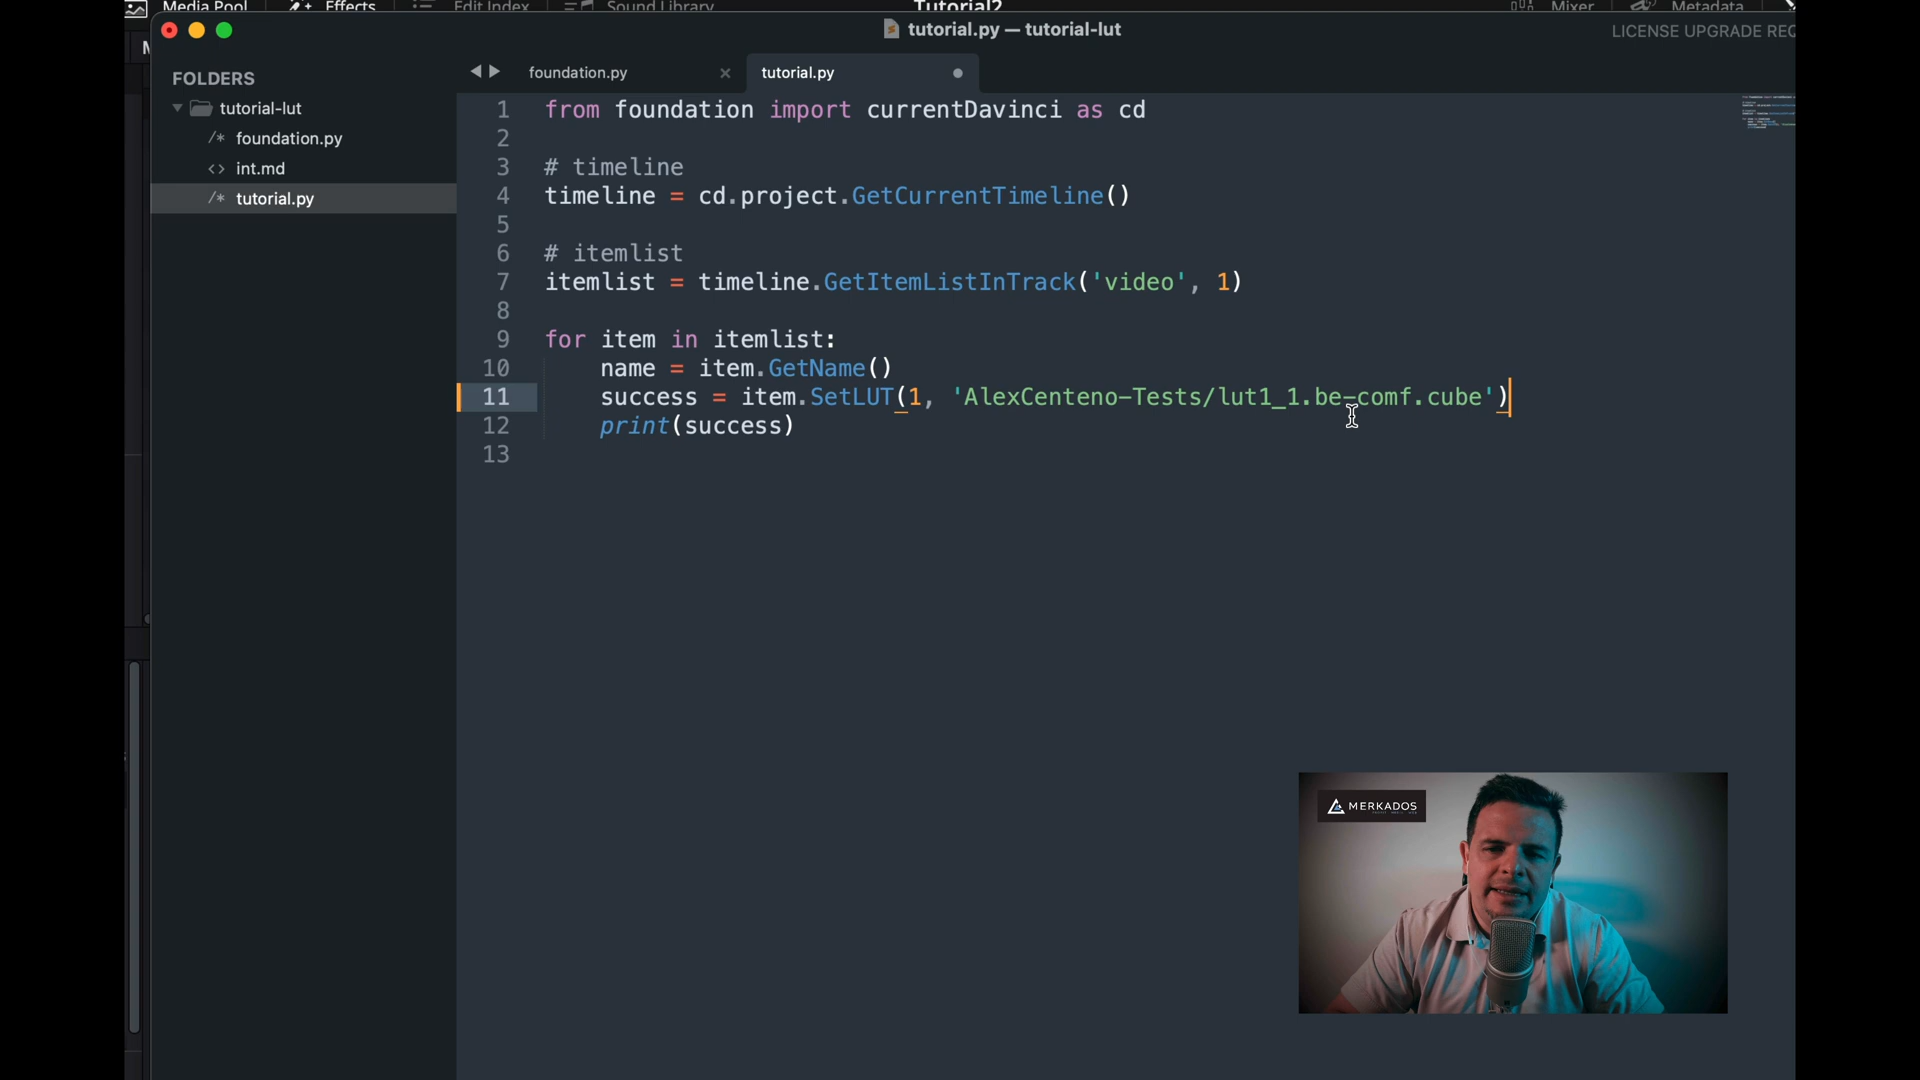 Media Pool Effects Edit Index Sound Library Tutorial2 Mixer Metadata
tutorial.py — tutorial-lut
LICENSE UPGRADE REQ
FOLDERS
tutorial-lut
/* foundation.py
<> int.md
/* tutorial.py
foundation.py
tutorial.py
1 from foundation import currentDavinci as cd
2
3 # timeline
4 timeline = cd.project.GetCurrentTimeline()
5
6 # itemlist
7 itemlist = timeline.GetItemListInTrack('video', 1)
8
9 for item in itemlist:
10 name = item.GetName()
11 success = item.SetLUT(1, 'AlexCenteno-Tests/lut1_1.be-comf.cube')
12 print(success)
13
MERKADOS